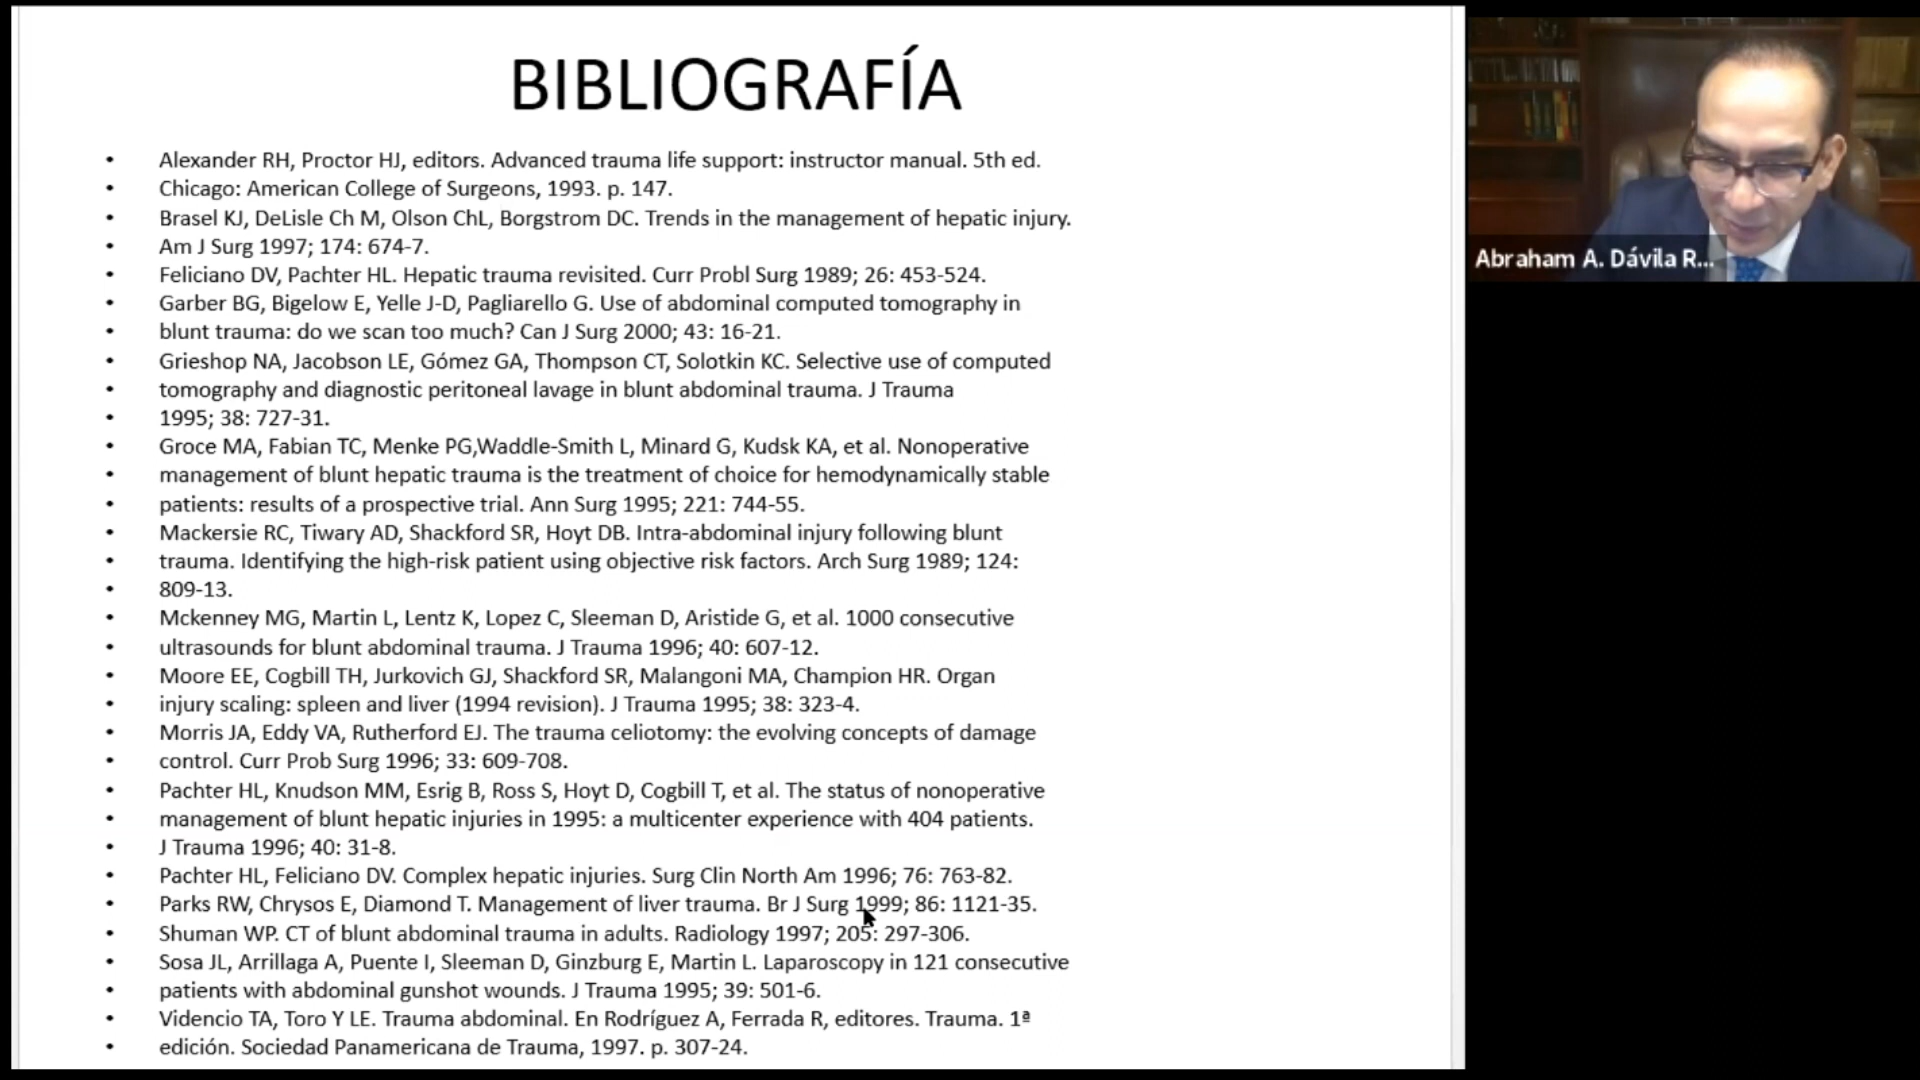 BIBLIOGRAFÍA
• Alexander RH, Proctor HJ, editors. Advanced trauma life support: instructor manual. 5th ed.
• Chicago: American College of Surgeons, 1993. p. 147.
• Brasel KJ, DeLisle Ch M, Olson ChL, Borgstrom DC. Trends in the management of hepatic injury.
• Am J Surg 1997; 174: 674-7.
• Feliciano DV, Pachter HL. Hepatic trauma revisited. Curr Probl Surg 1989; 26: 453-524.
• Garber BG, Bigelow E, Yelle J-D, Pagliarello G. Use of abdominal computed tomography in
• blunt trauma: do we scan too much? Can J Surg 2000; 43: 16-21.
• Grieshop NA, Jacobson LE, Gómez GA, Thompson CT, Solotkin KC. Selective use of computed
• tomography and diagnostic peritoneal lavage in blunt abdominal trauma. J Trauma
• 1995; 38: 727-31.
• Groce MA, Fabian TC, Menke PG,Waddle-Smith L, Minard G, Kudsk KA, et al. Nonoperative
• management of blunt hepatic trauma is the treatment of choice for hemodynamically stable
• patients: results of a prospective trial. Ann Surg 1995; 221: 744-55.
• Mackersie RC, Tiwary AD, Shackford SR, Hoyt DB. Intra-abdominal injury following blunt
• trauma. Identifying the high-risk patient using objective risk factors. Arch Surg 1989; 124:
• 809-13.
• Mckenney MG, Martin L, Lentz K, Lopez C, Sleeman D, Aristide G, et al. 1000 consecutive
• ultrasounds for blunt abdominal trauma. J Trauma 1996; 40: 607-12.
• Moore EE, Cogbill TH, Jurkovich GJ, Shackford SR, Malangoni MA, Champion HR. Organ
• injury scaling: spleen and liver (1994 revision). J Trauma 1995; 38: 323-4.
• Morris JA, Eddy VA, Rutherford EJ. The trauma celiotomy: the evolving concepts of damage
• control. Curr Prob Surg 1996; 33: 609-708.
• Pachter HL, Knudson MM, Esrig B, Ross S, Hoyt D, Cogbill T, et al. The status of nonoperative
• management of blunt hepatic injuries in 1995: a multicenter experience with 404 patients.
• J Trauma 1996; 40: 31-8.
• Pachter HL, Feliciano DV. Complex hepatic injuries. Surg Clin North Am 1996; 76: 763-82.
• Parks RW, Chrysos E, Diamond T. Management of liver trauma. Br J Surg 1999; 86: 1121-35.
• Shuman WP. CT of blunt abdominal trauma in adults. Radiology 1997; 205: 297-306.
• Sosa JL, Arrillaga A, Puente I, Sleeman D, Ginzburg E, Martin L. Laparoscopy in 121 consecutive
• patients with abdominal gunshot wounds. J Trauma 1995; 39: 501-6.
• Videncio TA, Toro Y LE. Trauma abdominal. En Rodríguez A, Ferrada R, editores. Trauma. 1ª
• edición. Sociedad Panamericana de Trauma, 1997. p. 307-24.
Abraham A. Dávila R...